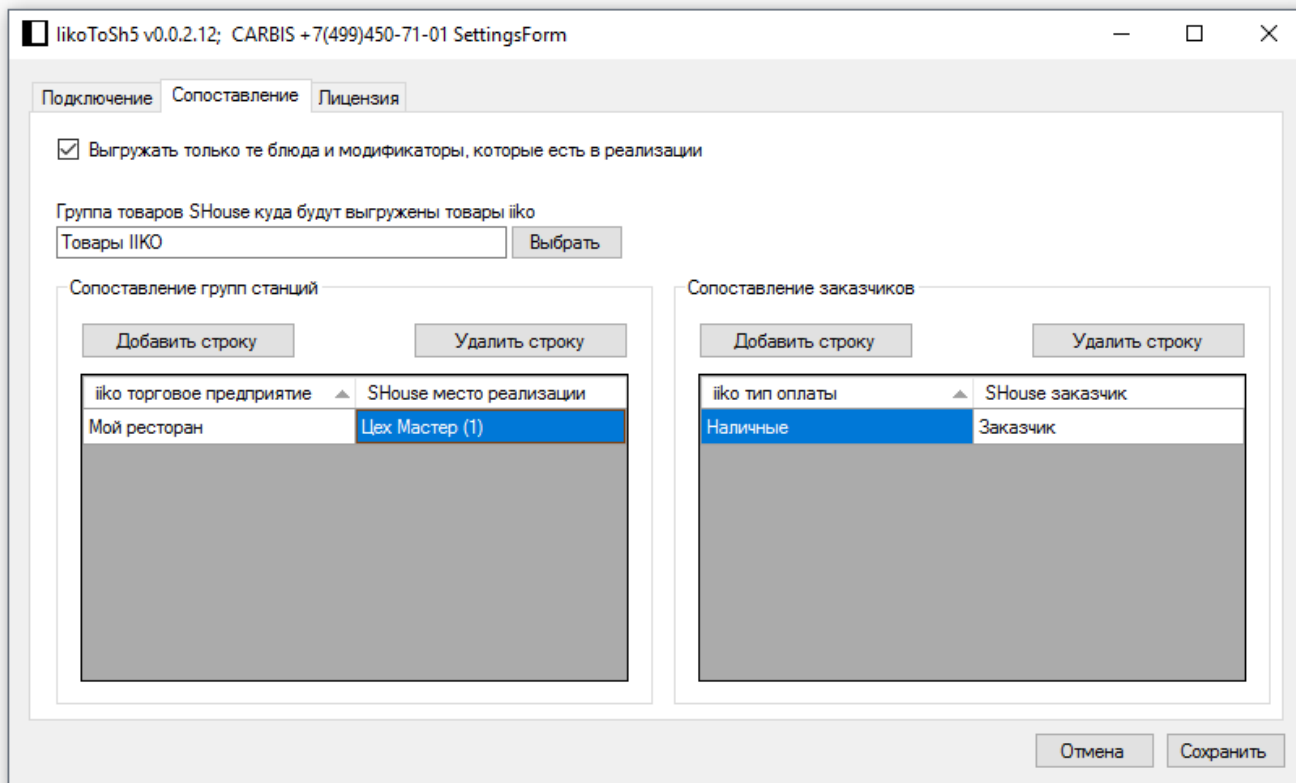 IikoToSh5 v0.0.2.12;  CARBIS +7(499)450-71-01 SettingsForm
Подключение Сопоставление Лицензия
Выгружать только те блюда и модификаторы, которые есть в реализации
Группа товаров SHouse куда будут выгружены товары iiko
Товары IIKO Выбрать
Сопоставление групп станций
Добавить строку Удалить строку
iiko торговое предприятие SHouse место реализации
Мой ресторан Цех Мастер (1)
Сопоставление заказчиков
Добавить строку Удалить строку
iiko тип оплаты SHouse заказчик
Наличные Заказчик
Отмена Сохранить